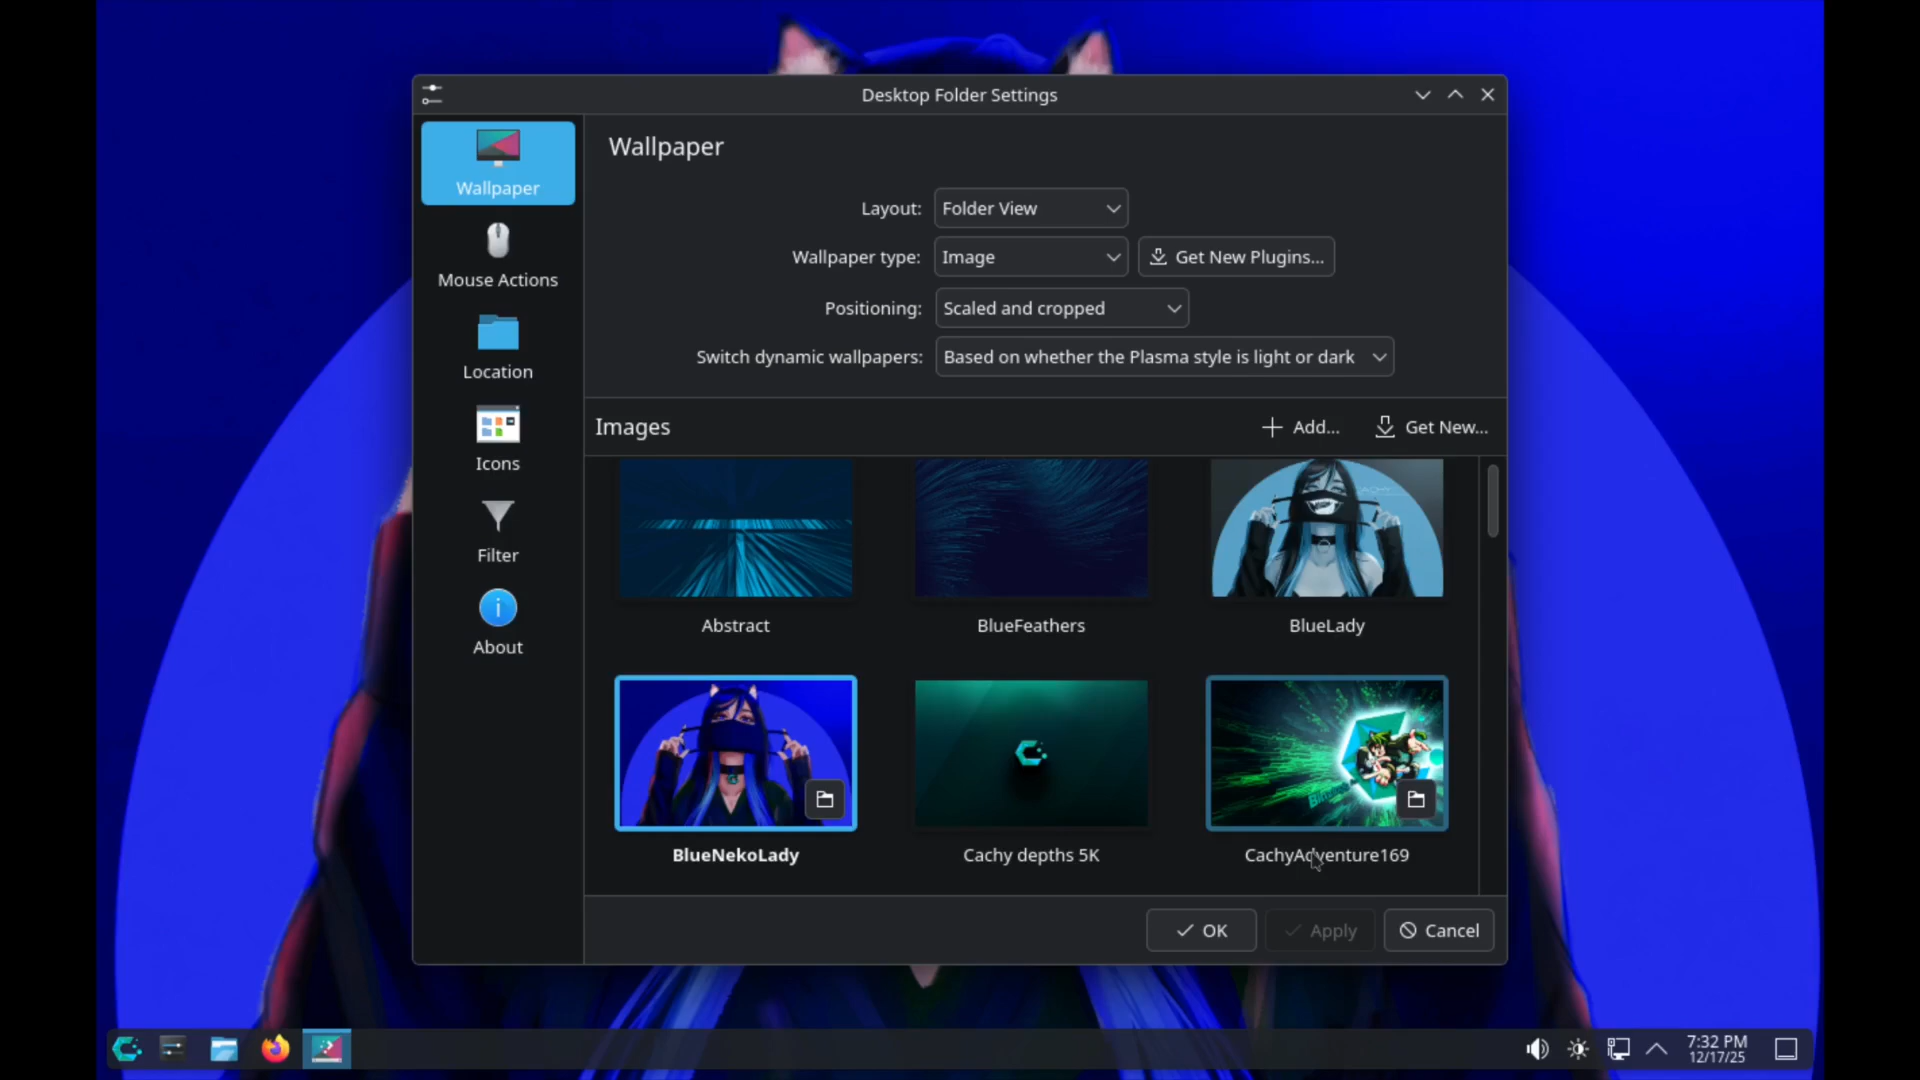 Desktop Folder Settings
Wallpaper
Mouse Actions
Location
Icons
Filter
About
Wallpaper
Layout: Folder View
Wallpaper type: Image Get New Plugins...
Positioning: Scaled and cropped
Switch dynamic wallpapers: Based on whether the Plasma style is light or dark
Images Add... Get New...
Abstract BlueFeathers BlueLady
BlueNekoLady Cachy depths 5K CachyAdventure169
OK Apply Cancel
7:32 PM
12/17/25